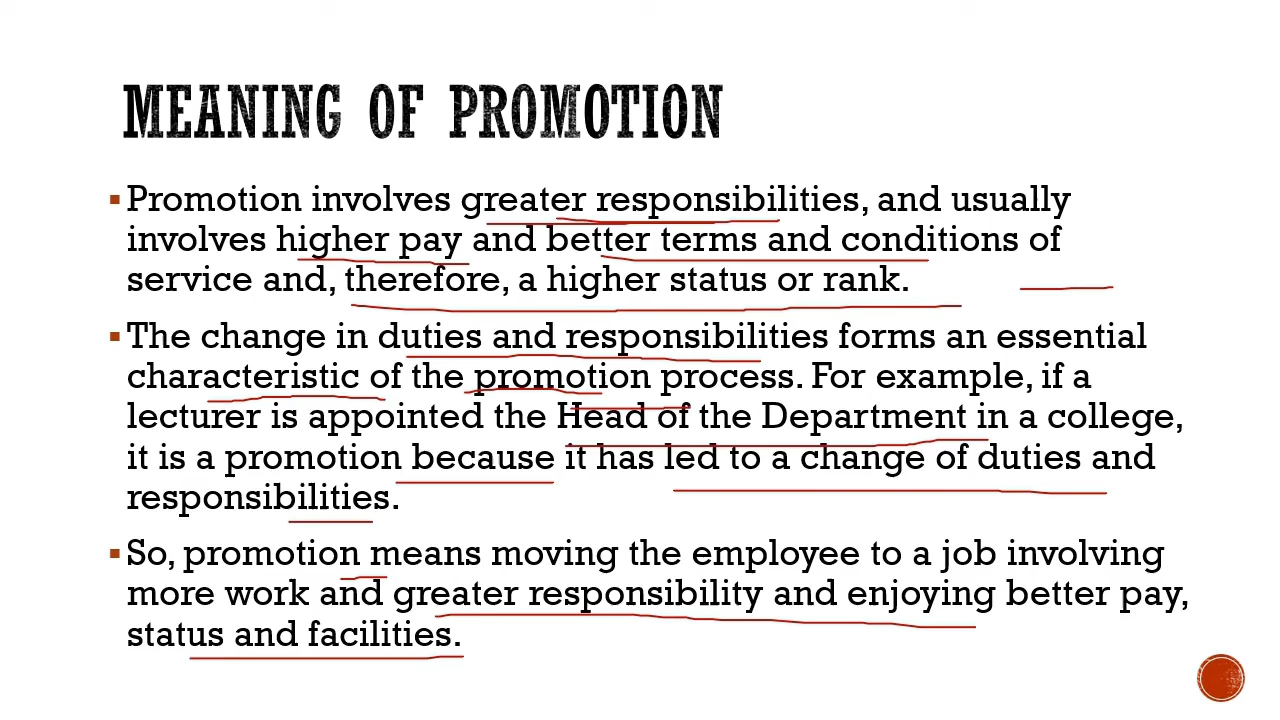 MEANING OF PROMOTION
▪Promotion involves greater responsibilities, and usually
involves higher pay and better terms and conditions of
service and, therefore, a higher status or rank.
▪The change in duties and responsibilities forms an essential
characteristic of the promotion process. For example, if a
lecturer is appointed the Head of the Department in a college,
it is a promotion because it has led to a change of duties and
responsibilities.
▪So, promotion means moving the employee to a job involving
more work and greater responsibility and enjoying better pay,
status and facilities.